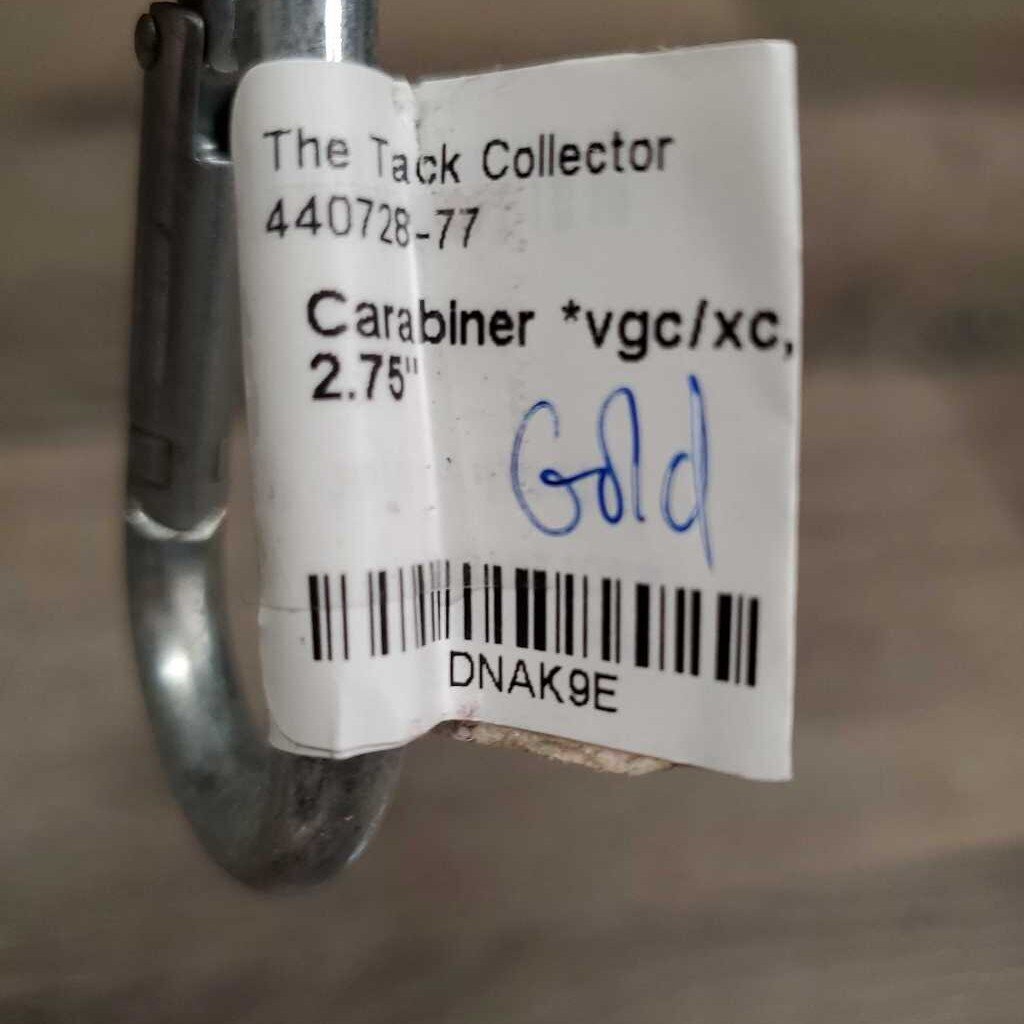 The Tack Collector
440728-77
Carabiner *vgc/xc,
2.75"
Gold
DNAK9E